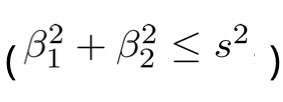 ( β₁² + β₂² ≤ s² )